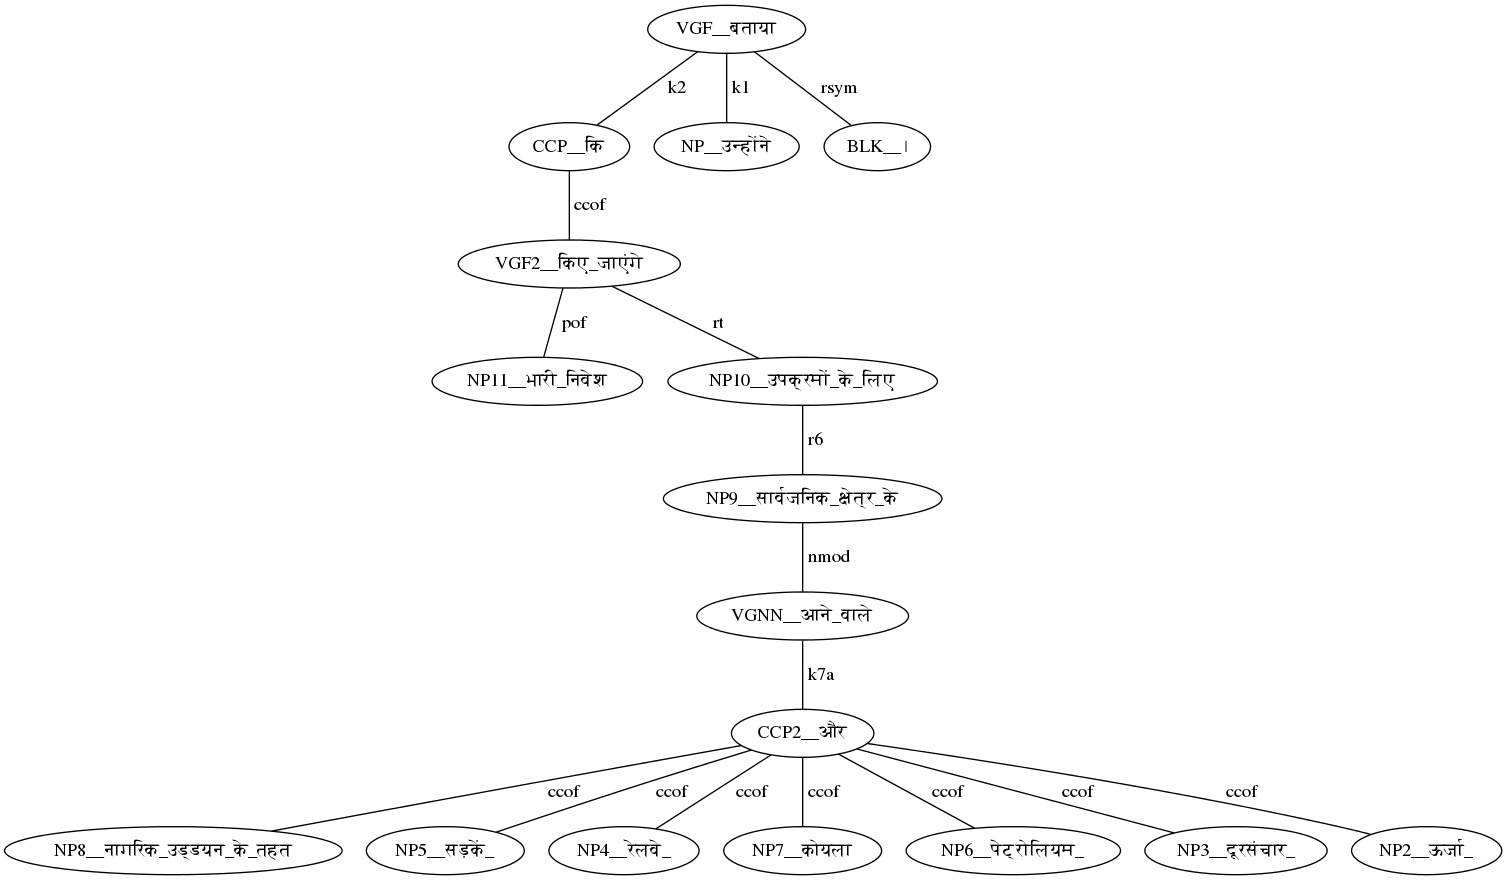 VGF__बताया
k2 k1 rsym
CCP__कि NP__उन्होंने BLK__।
ccof
VGF2__किए_जाएंगे
pof rt
NP11__भारी_निवेश NP10__उपक्रमों_के_लिए
r6
NP9__सार्वजनिक_क्षेत्र_के
nmod
VGNN__आने_वाले
k7a
CCP2__और
ccof ccof ccof ccof ccof ccof ccof
NP8__नागरिक_उड्डयन_के_तहत NP5__सड़कें_ NP4__रेलवे_ NP7__कोयला NP6__पेट्रोलियम_ NP3__दूरसंचार_ NP2__ऊर्जा_